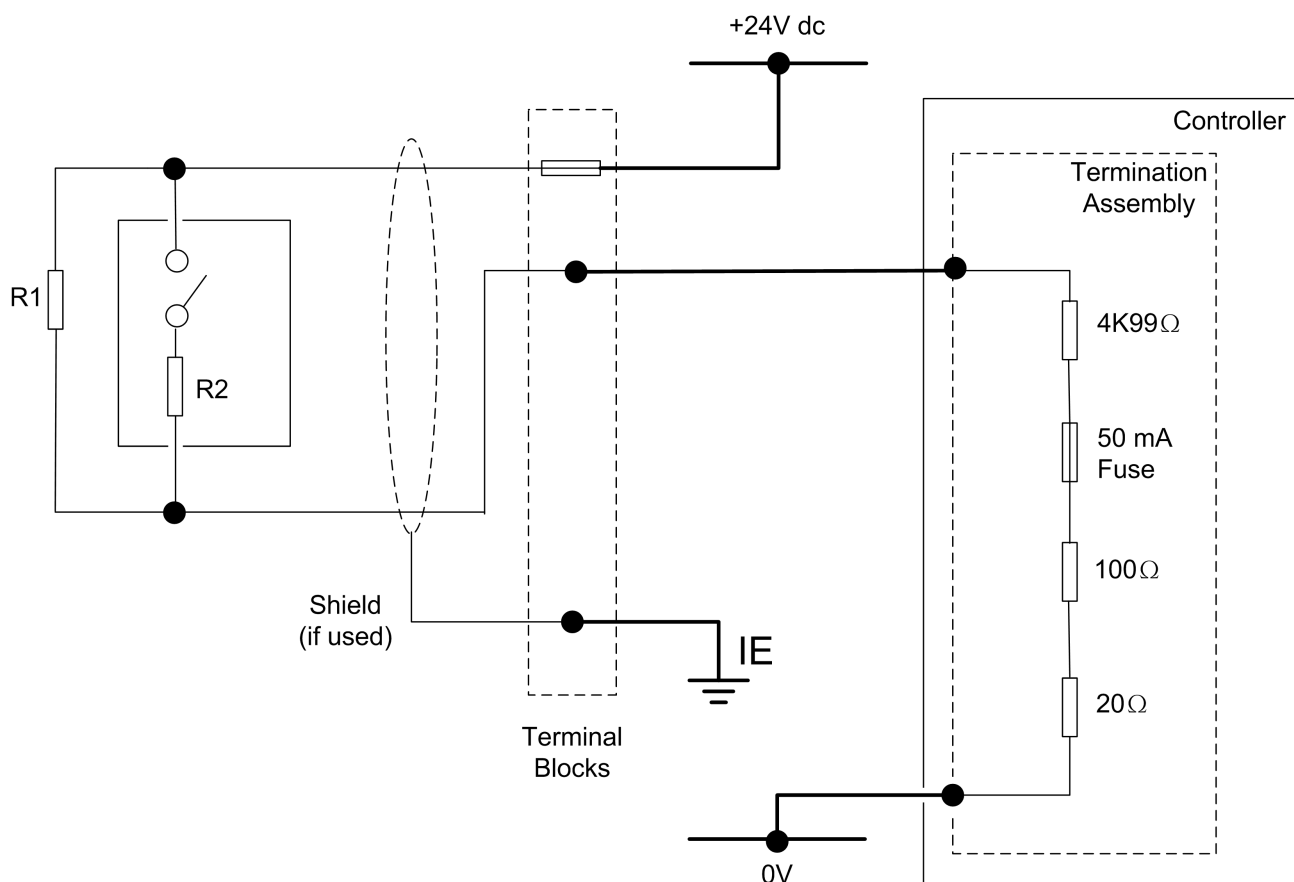 +24V dc
Controller
Termination
Assembly
R1
R2
4K99Ω
50 mA
Fuse
100Ω
Shield
(if used)
IE
20Ω
Terminal
Blocks
0V